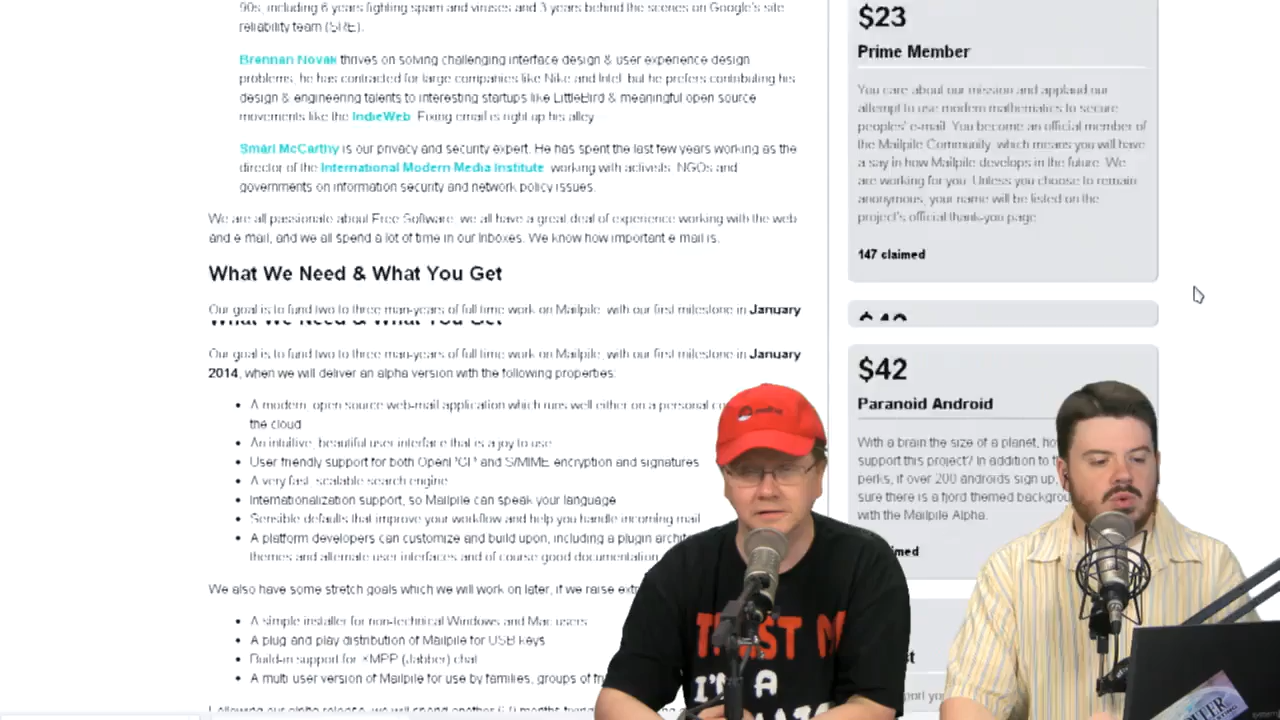 90s, including 6 years fighting spam and viruses and 3 years behind the scenes on Google's site
reliability team (SRE).
Brennan Novak thrives on solving challenging interface design & user experience design
problems, he has contracted for large companies like Nike and Intel but he prefers contributing his
design & engineering talents to interesting startups like LittleBird & meaningful open source
movements like the IndieWeb. Fixing email is right up his alley.
Smári McCarthy is our privacy and security expert. He has spent the last few years working as the
director of the International Modern Media Institute, working with activists, NGOs and
governments on information security and network policy issues.
We are all passionate about Free Software, we all have a great deal of experience working with the web
and e-mail, and we all spend a lot of time in our Inboxes. We know how important e-mail is.
What We Need & What You Get
Our goal is to fund two to three man-years of full time work on Mailpile, with our first milestone in January
What We Need & What You Get
Our goal is to fund two to three man-years of full time work on Mailpile, with our first milestone in January
2014, when we will deliver an alpha version with the following properties:
• A modern, open source web-mail application which runs well either on a personal
the cloud
• An intuitive, beautiful user interface that is a joy to use
• User friendly support for both OpenPGP and S/MIME encryption and signatures
• A very fast, scalable search engine
• Internationalization support, so Mailpile can speak your language
• Sensible defaults that improve your workflow and help you handle incoming mail
• A platform developers can customize and build upon, including a plugin
themes and alternate user interfaces and of course good documentation
We also have some stretch goals which we will work on later, if we raise
• A simple installer for non-technical Windows and Mac users
• A plug and play distribution of Mailpile for USB keys
• Build-in support for XMPP (Jabber) chat
• A multi user version of Mailpile for use by families, groups of
Following our alpha release, we will spend another
$23
Prime Member
You care about our mission and applaud our
attempt to use modern mathematics to secure
peoples' e-mail. You become an official member of
the Mailpile Community, which means you will have
a say in how Mailpile develops in the future. We
are working for you. Unless you choose to remain
anonymous, your name will be listed on the
project's official thank-you page.
147 claimed
$42
$42
Paranoid Android
With a brain the size of a planet,
support this project? In addition to
perks, if over 200 androids sign up,
sure there is a fjord themed
with the Mailpile Alpha.
TRUST M
I'M A